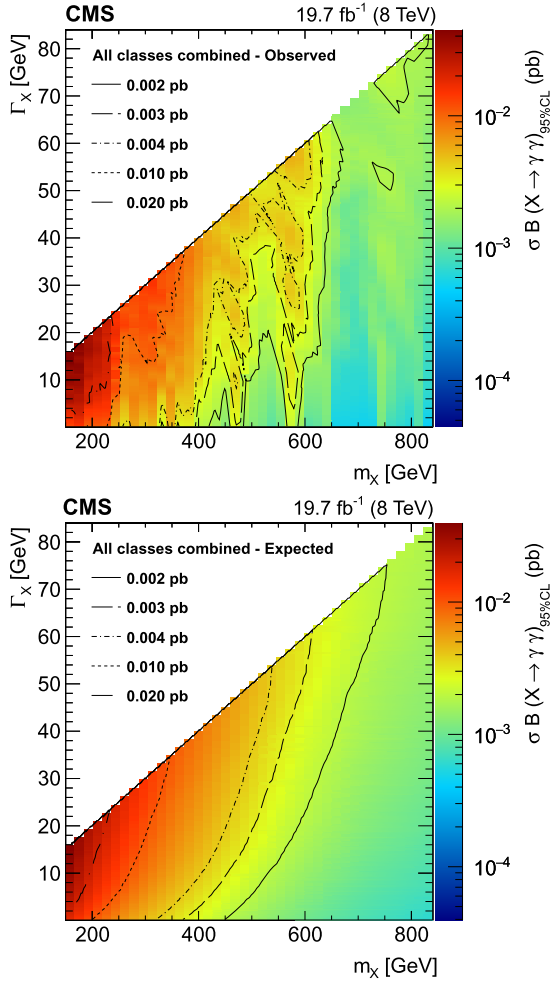 CMS 19.7 fb⁻¹ (8 TeV)
All classes combined - Observed
0.002 pb
0.003 pb
0.004 pb
0.010 pb
0.020 pb
Γ_X [GeV]
80
70
60
50
40
30
20
10
200 400 600 800
m_X [GeV]
10⁻²
10⁻³
10⁻⁴
σ B (X → γ γ)_95%CL (pb)
CMS 19.7 fb⁻¹ (8 TeV)
All classes combined - Expected
0.002 pb
0.003 pb
0.004 pb
0.010 pb
0.020 pb
Γ_X [GeV]
80
70
60
50
40
30
20
10
200 400 600 800
m_X [GeV]
10⁻²
10⁻³
10⁻⁴
σ B (X → γ γ)_95%CL (pb)